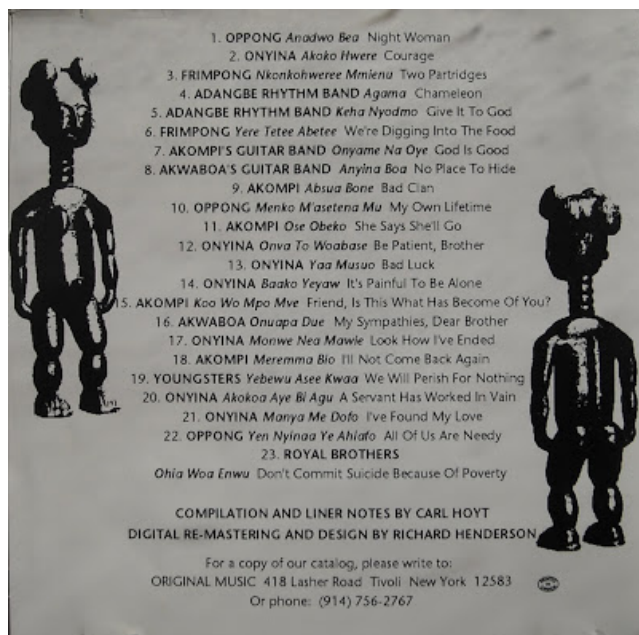 1. OPPONG Anadwo Bea Night Woman
2. ONYINA Akoko Hwere Courage
3. FRIMPONG Nkonkohweree Mmienu Two Partridges
4. ADANGBE RHYTHM BAND Agama Chameleon
5. ADANGBE RHYTHM BAND Keha Nyodmo Give It To God
6. FRIMPONG Yere Tetee Abetee We're Digging Into The Food
7. AKOMPI'S GUITAR BAND Onyame Na Oye God Is Good
8. AKWABOA'S GUITAR BAND Anyina Boa No Place To Hide
9. AKOMPI Absua Bone Bad Clan
10. OPPONG Menko M'asetena Mu My Own Lifetime
11. AKOMPI Ose Obeko She Says She'll Go
12. ONYINA Onva To Woabase Be Patient, Brother
13. ONYINA Yaa Musuo Bad Luck
14. ONYINA Baako Yeyaw It's Painful To Be Alone
15. AKOMPI Koo Wo Mpo Mve Friend, Is This What Has Become Of You?
16. AKWABOA Onuapa Due My Sympathies, Dear Brother
17. ONYINA Monwe Nea Mawie Look How I've Ended
18. AKOMPI Meremma Bio I'll Not Come Back Again
19. YOUNGSTERS Yebewu Asee Kwaa We Will Perish For Nothing
20. ONYINA Akokoa Aye Bi Agu A Servant Has Worked In Vain
21. ONYINA Manya Me Dofo I've Found My Love
22. OPPONG Yen Nyinaa Ye Ahiafo All Of Us Are Needy
23. ROYAL BROTHERS
Ohia Woa Enwu Don't Commit Suicide Because Of Poverty
COMPILATION AND LINER NOTES BY CARL HOYT
DIGITAL RE-MASTERING AND DESIGN BY RICHARD HENDERSON
For a copy of our catalog, please write to:
ORIGINAL MUSIC 418 Lasher Road Tivoli New York 12583
Or phone: (914) 756-2767